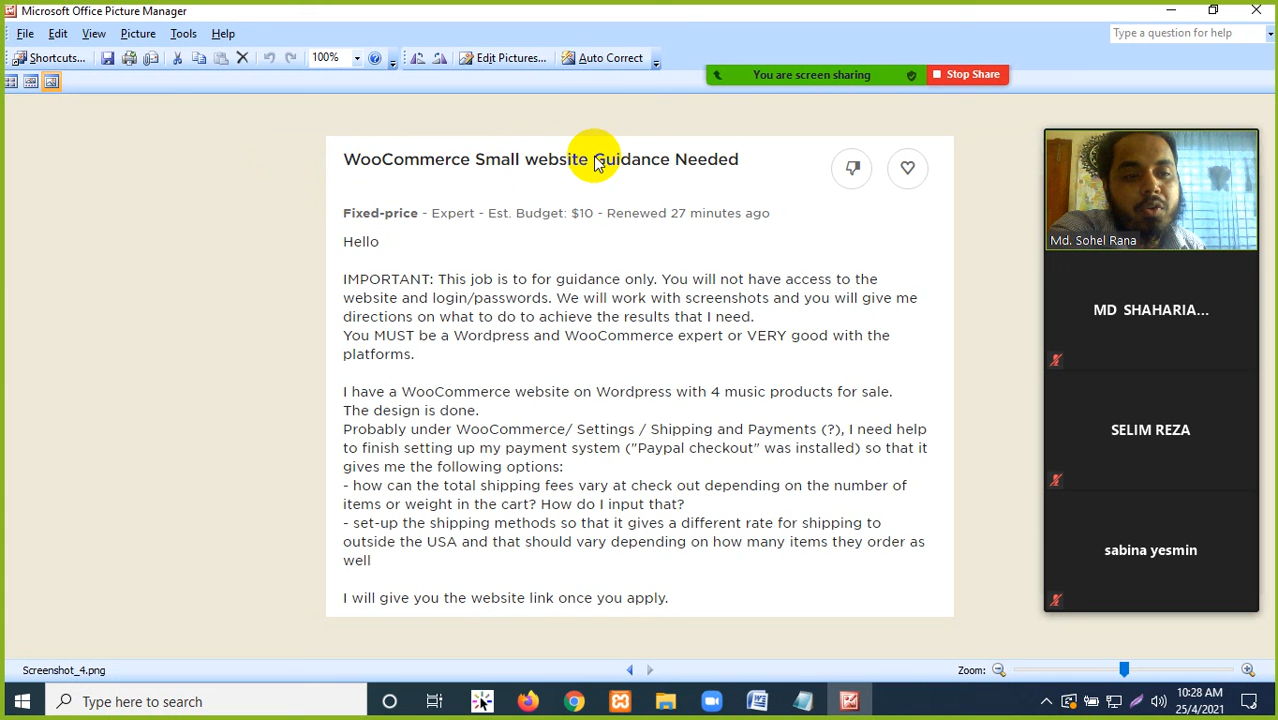 Microsoft Office Picture Manager
File Edit View Picture Tools Help
Type a question for help
Shortcuts... 100% Edit Pictures... Auto Correct
You are screen sharing Stop Share
WooCommerce Small website Guidance Needed
Fixed-price - Expert - Est. Budget: $10 - Renewed 27 minutes ago
Hello
IMPORTANT: This job is to for guidance only. You will not have access to the
website and login/passwords. We will work with screenshots and you will give me
directions on what to do to achieve the results that I need.
You MUST be a Wordpress and WooCommerce expert or VERY good with the
platforms.
I have a WooCommerce website on Wordpress with 4 music products for sale.
The design is done.
Probably under WooCommerce/ Settings / Shipping and Payments (?), I need help
to finish setting up my payment system ("Paypal checkout" was installed) so that it
gives me the following options:
- how can the total shipping fees vary at check out depending on the number of
items or weight in the cart? How do I input that?
- set-up the shipping methods so that it gives a different rate for shipping to
outside the USA and that should vary depending on how many items they order as
well
I will give you the website link once you apply.
Md. Sohel Rana
MD SHAHARIA...
SELIM REZA
sabina yesmin
Screenshot_4.png
Zoom:
Type here to search
10:28 AM
25/4/2021